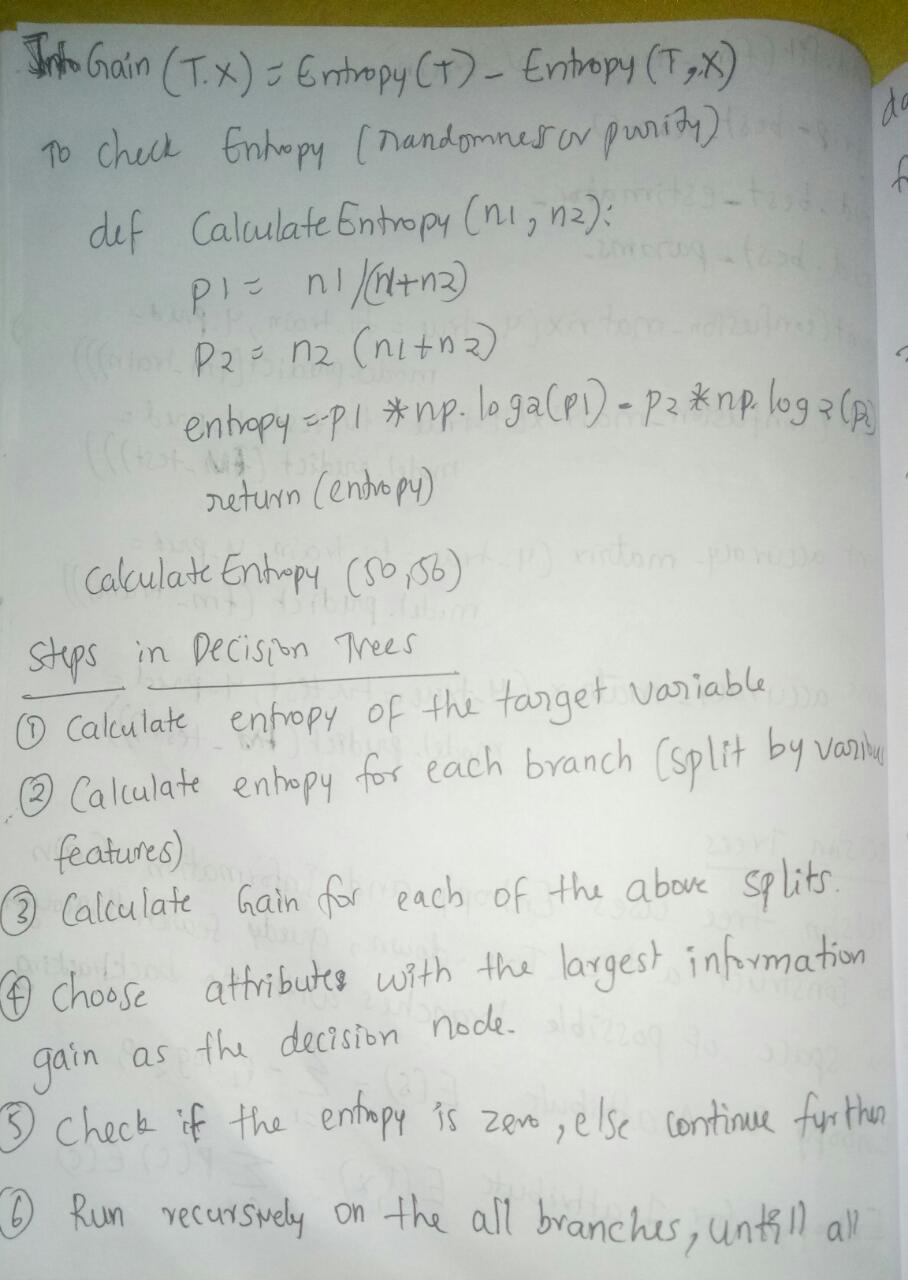 Info Gain (T.X) = Entropy (T) - Entropy (T,X)
To check Entropy (randomness or purity)
def Calculate Entropy (n1, n2):
p1 = n1/(n1+n2)
p2 = n2 (n1+n2)
entropy = -p1 * np. log2(p1) - p2 * np. log2(p2)
return (entropy)
Calculate Entropy (50,56)
Steps in Decision Trees
① Calculate entropy of the target variable
② Calculate entropy for each branch (split by various
features)
③ Calculate Gain for each of the above splits.
④ Choose attributes with the largest information
gain as the decision node.
⑤ Check if the entropy is zero, else continue further
⑥ Run recursively on the all branches, untill all